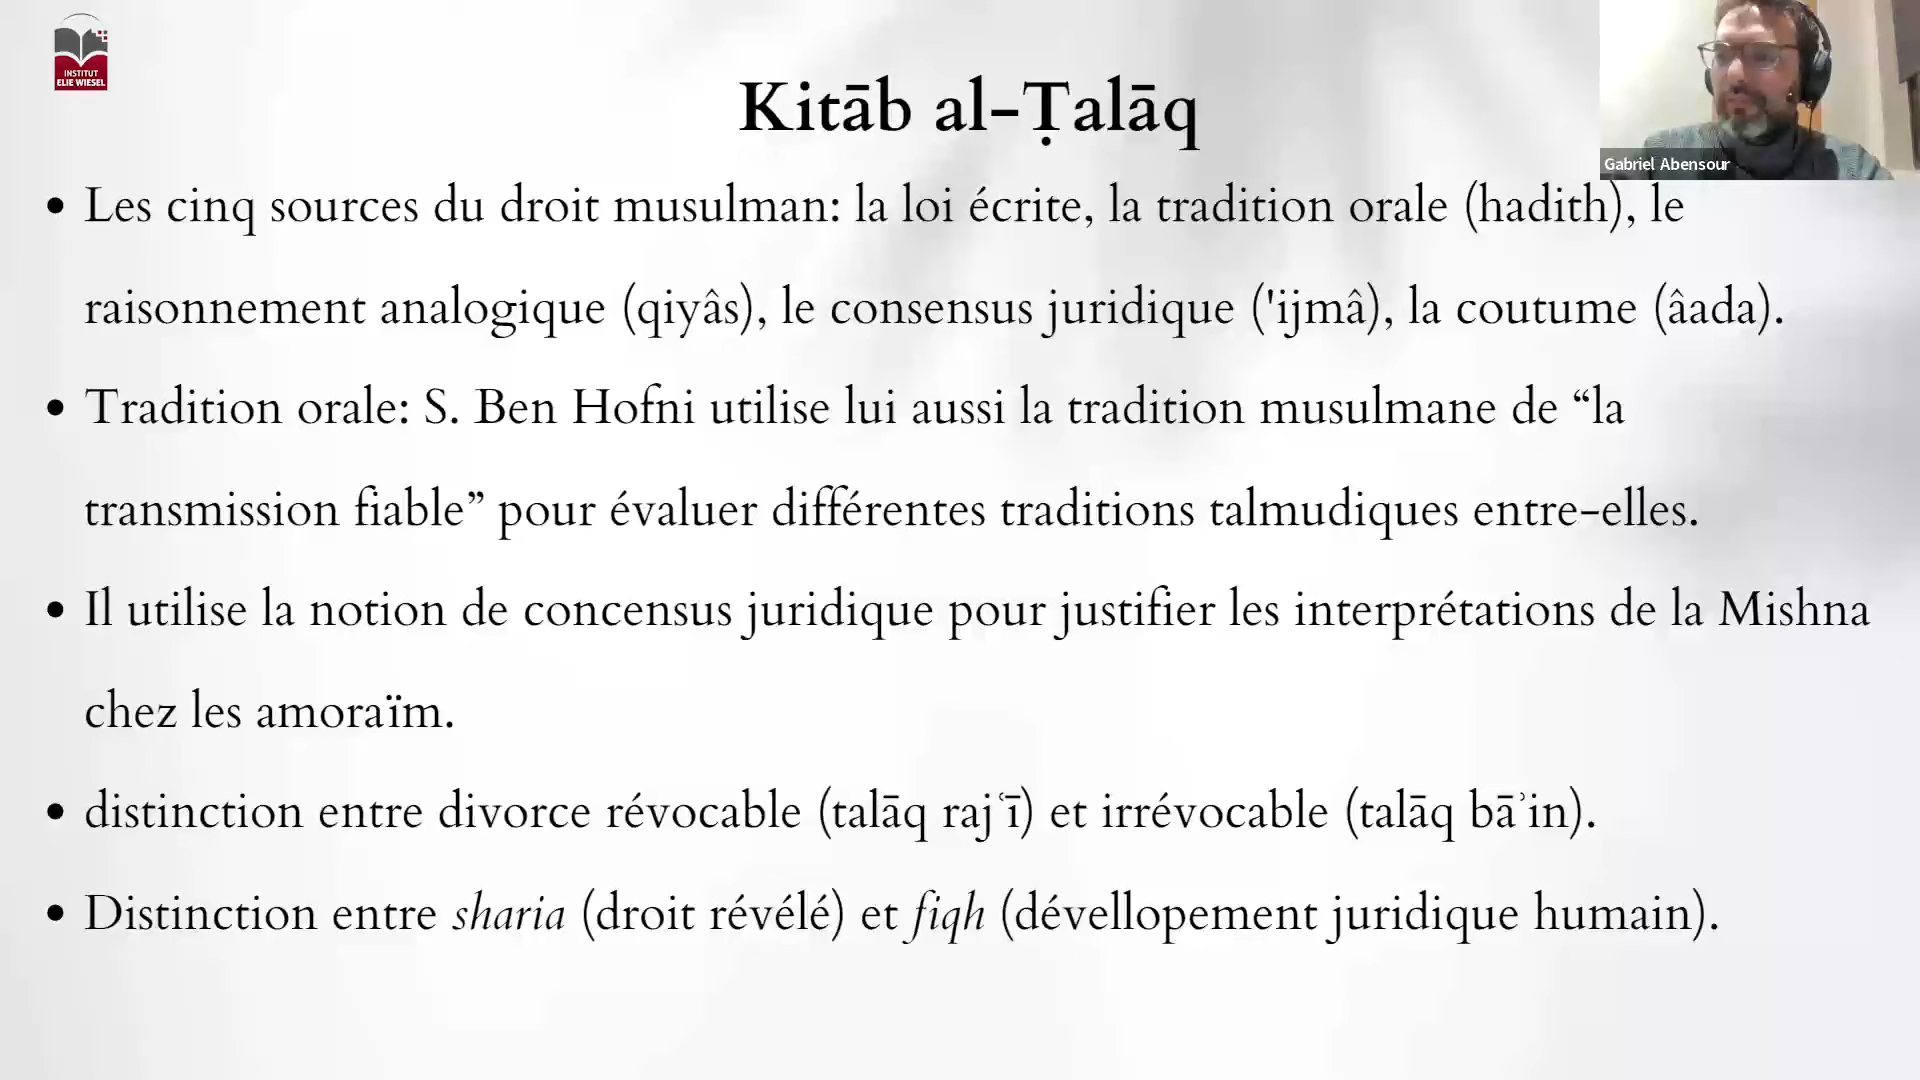 INSTITUT
ELIE WIESEL
Kitāb al-Ṭalāq
Gabriel Abensour
• Les cinq sources du droit musulman: la loi écrite, la tradition orale (hadith), le
raisonnement analogique (qiyâs), le consensus juridique ('ijmâ), la coutume (âada).
• Tradition orale: S. Ben Hofni utilise lui aussi la tradition musulmane de “la
transmission fiable” pour évaluer différentes traditions talmudiques entre-elles.
• Il utilise la notion de concensus juridique pour justifier les interprétations de la Mishna
chez les amoraïm.
• distinction entre divorce révocable (talāq rajʿī) et irrévocable (talāq bāʾin).
• Distinction entre sharia (droit révélé) et fiqh (dévellopement juridique humain).